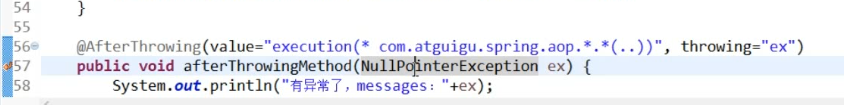 54 }
55
56 @AfterThrowing(value="execution(* com.atguigu.spring.aop.*.*(..))", throwing="ex")
57 public void afterThrowingMethod(NullPointerException ex) {
58 System.out.println("有异常了，messages："+ex);